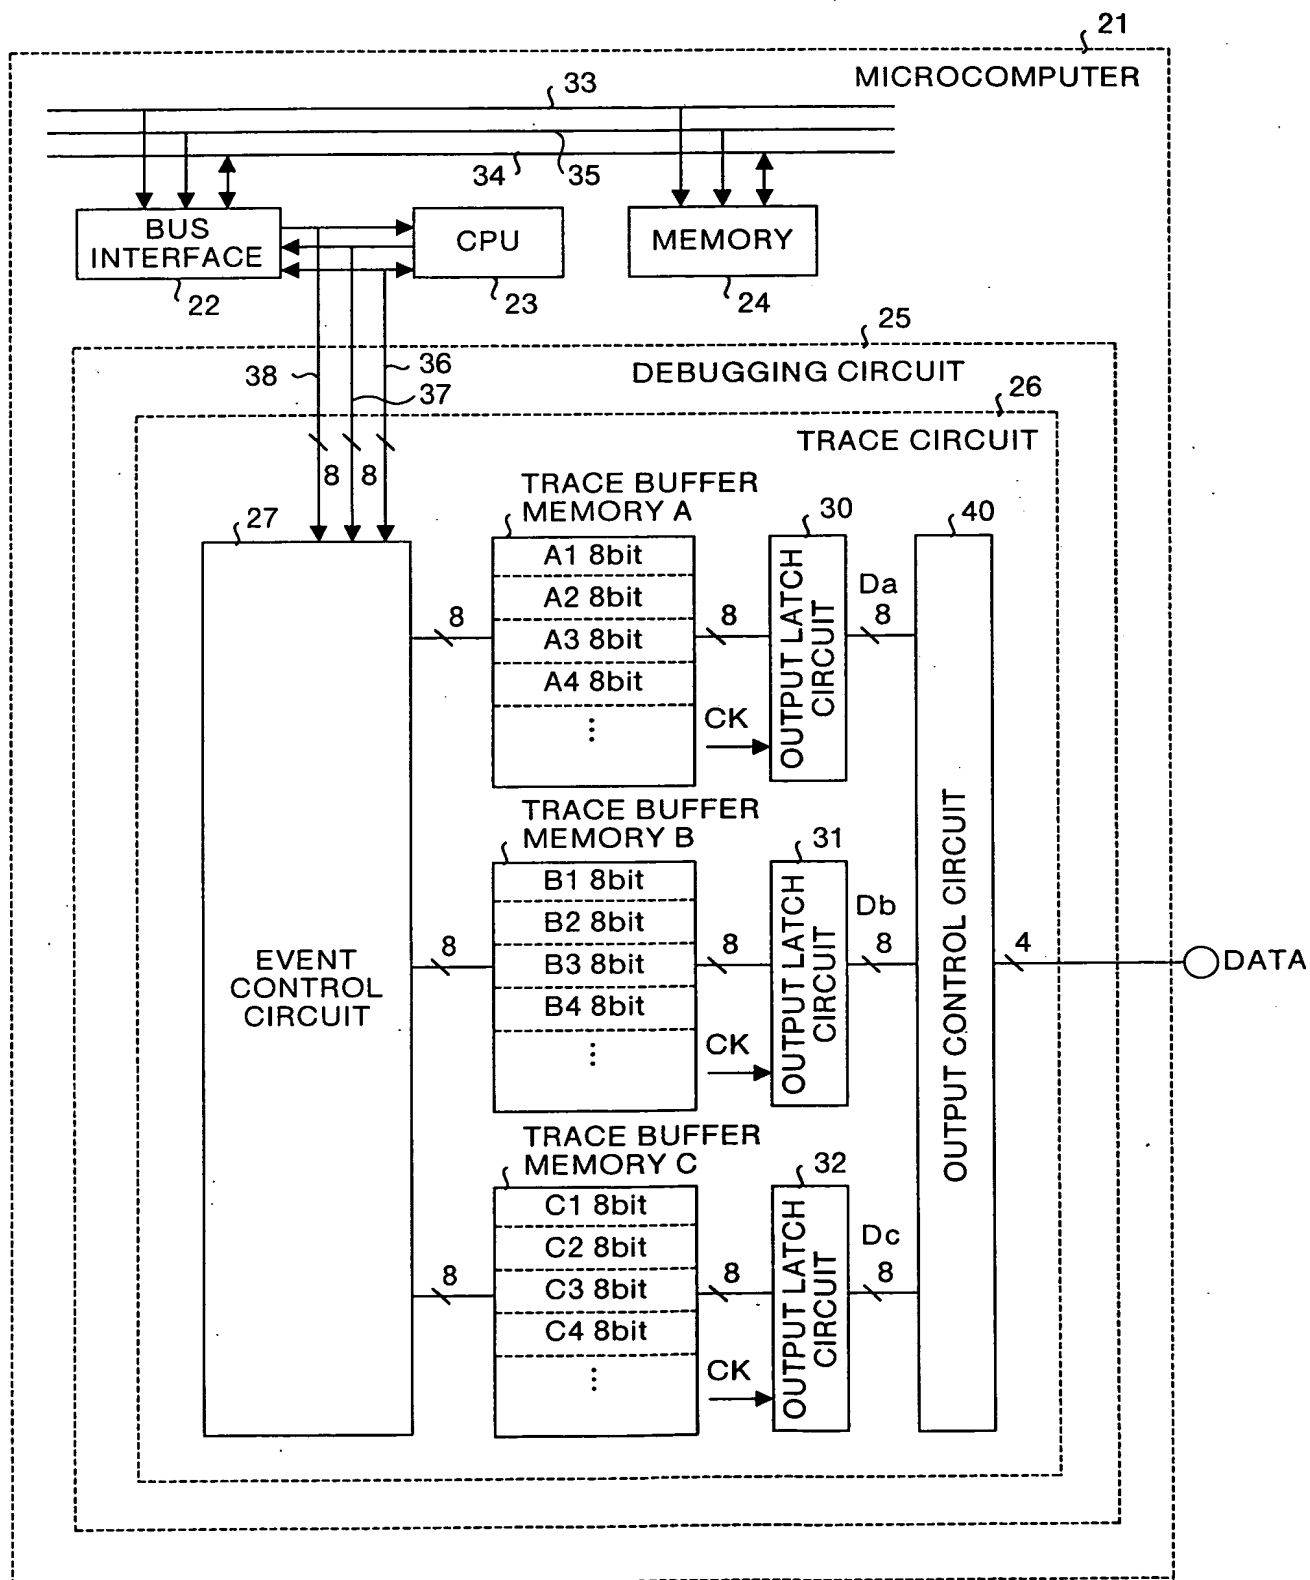 21
MICROCOMPUTER
33
34
35
BUS
INTERFACE
22
CPU
23
MEMORY
24
25
DEBUGGING CIRCUIT
38
36
37
26
TRACE CIRCUIT
8
8
27
EVENT
CONTROL
CIRCUIT
TRACE BUFFER
MEMORY A
A1 8bit
A2 8bit
A3 8bit
A4 8bit
⋮
8
8
CK
30
OUTPUT LATCH
CIRCUIT
Da
8
40
OUTPUT CONTROL CIRCUIT
TRACE BUFFER
MEMORY B
B1 8bit
B2 8bit
B3 8bit
B4 8bit
⋮
8
8
CK
31
OUTPUT LATCH
CIRCUIT
Db
8
4
DATA
TRACE BUFFER
MEMORY C
C1 8bit
C2 8bit
C3 8bit
C4 8bit
⋮
8
8
CK
32
OUTPUT LATCH
CIRCUIT
Dc
8